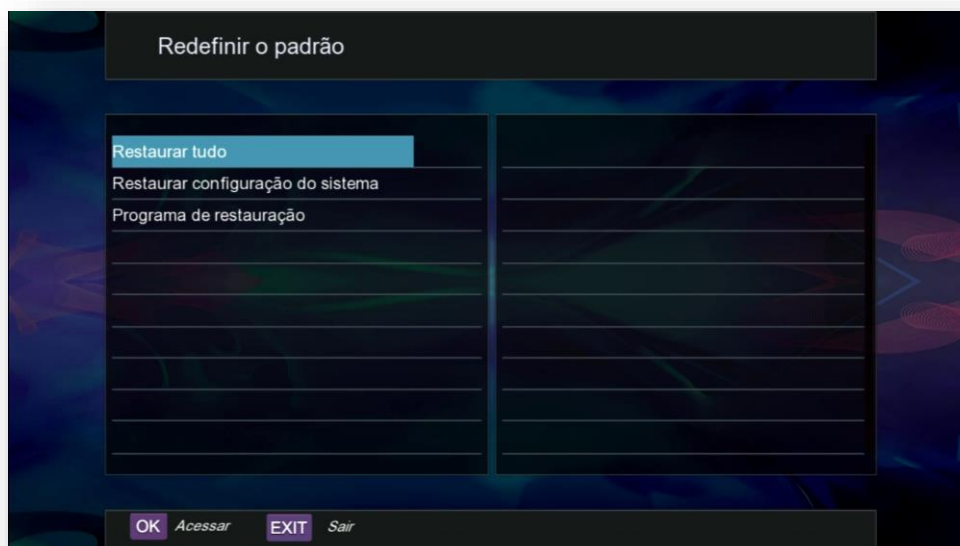 Redefinir o padrão
Restaurar tudo
Restaurar configuração do sistema
Programa de restauração
OK Acessar EXIT Sair